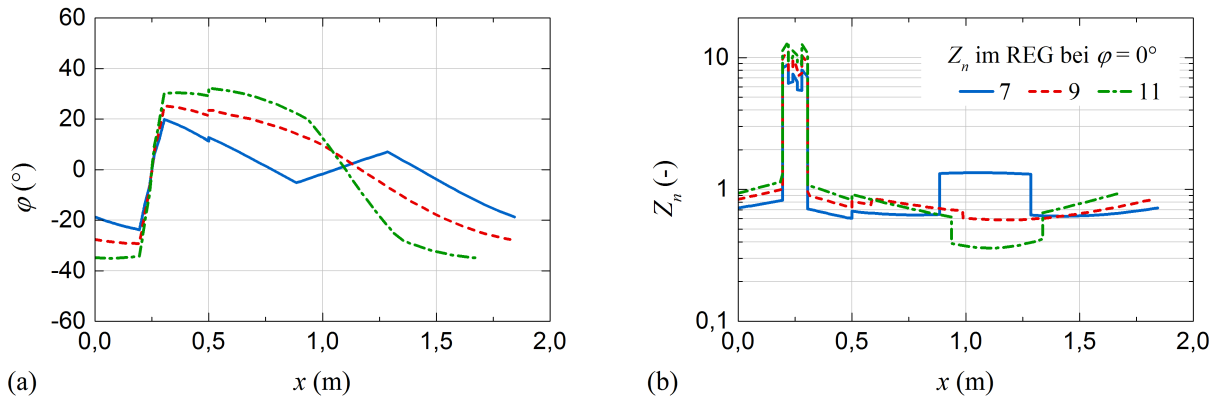 60
40
20
0
-20
-40
-60
φ (°)
0,0 0,5 1,0 1,5 2,0
x (m)
(a)
10
1
0,1
Zn (-)
Zn im REG bei φ = 0°
7 9 11
0,0 0,5 1,0 1,5 2,0
x (m)
(b)